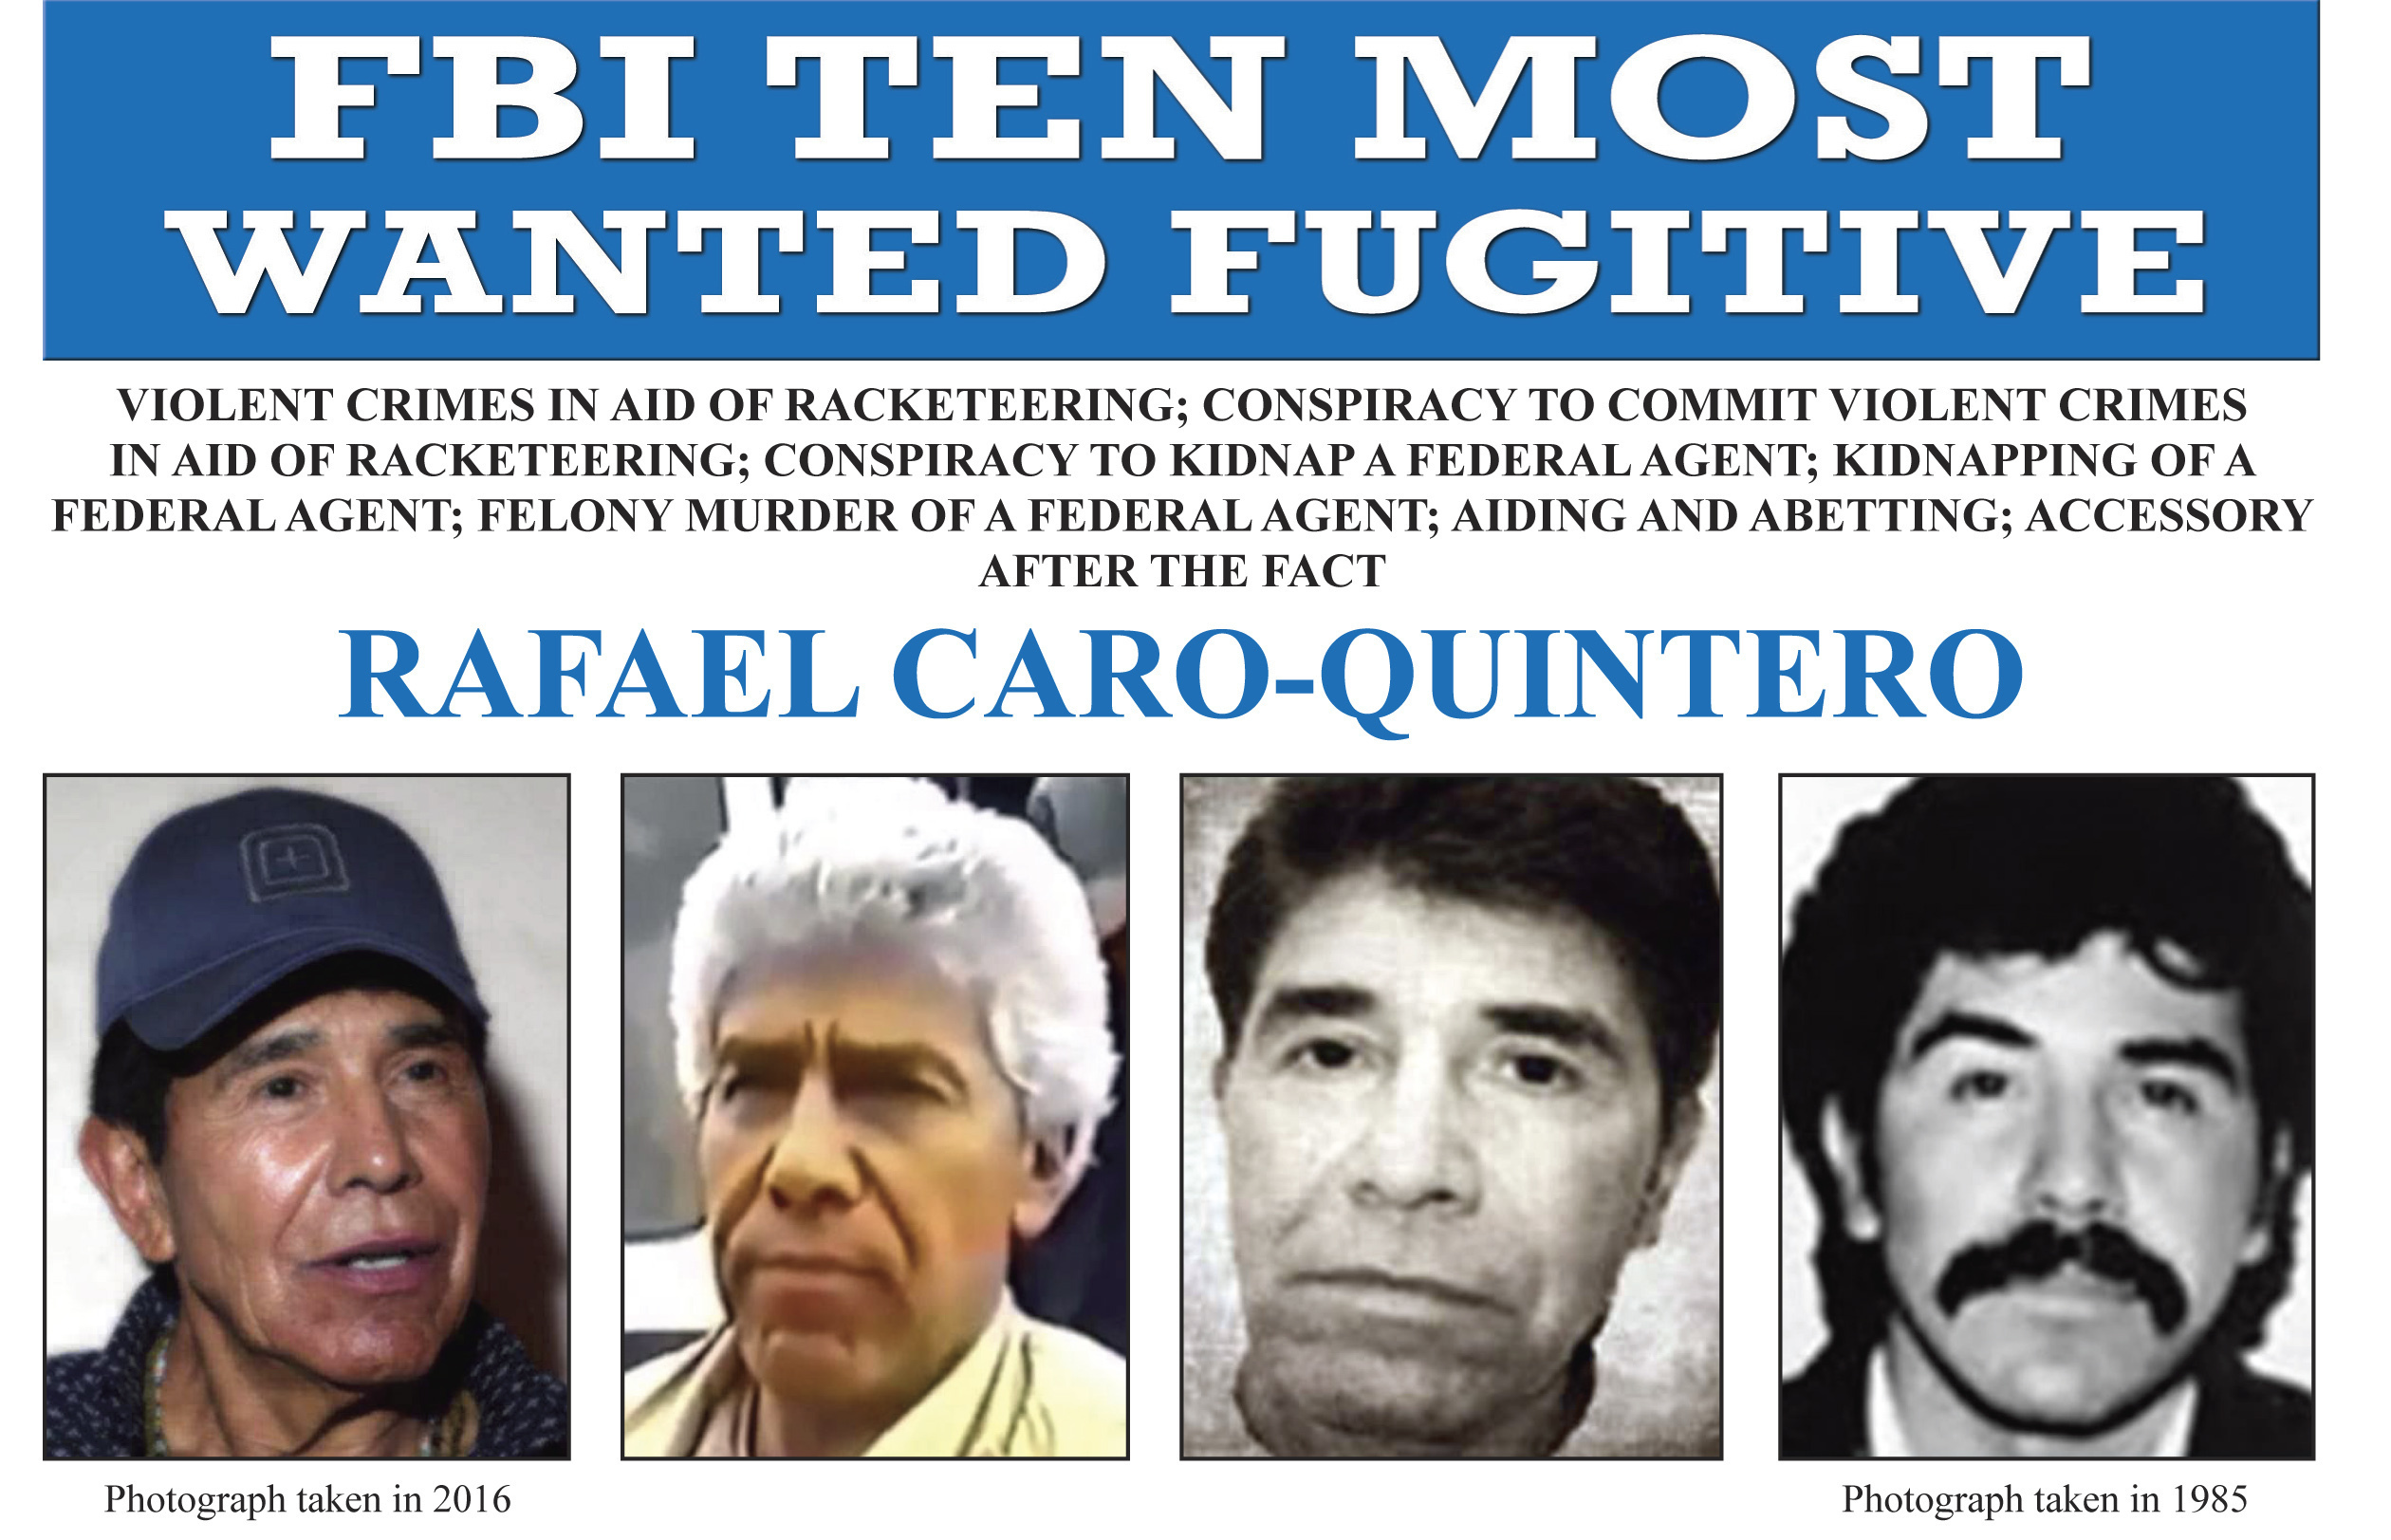 FBI TEN MOST
WANTED FUGITIVE
VIOLENT CRIMES IN AID OF RACKETEERING; CONSPIRACY TO COMMIT VIOLENT CRIMES
IN AID OF RACKETEERING; CONSPIRACY TO KIDNAP A FEDERAL AGENT; KIDNAPPING OF A
FEDERAL AGENT; FELONY MURDER OF A FEDERAL AGENT; AIDING AND ABETTING; ACCESSORY
AFTER THE FACT
RAFAEL CARO-QUINTERO
Photograph taken in 2016
Photograph taken in 1985